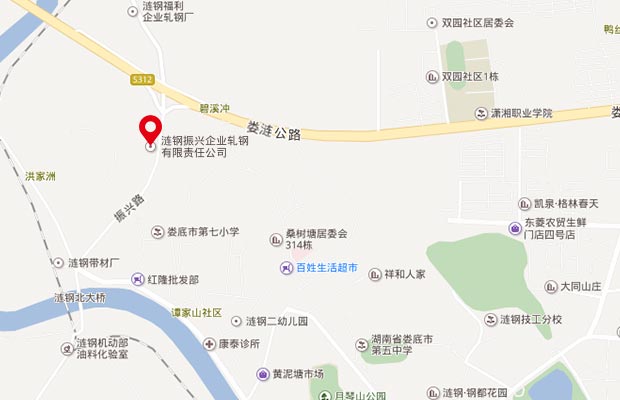 涟钢福利
企业轧钢厂
双园社区居委会
双园社区1栋
S312
碧溪冲
潇湘职业学院
娄涟公路
涟钢振兴企业轧钢
有限责任公司
洪家洲
振兴路
凯泉·格林春天
东菱农贸生鲜
门店四号店
娄底市第七小学
桑树塘居委会
314栋
涟钢带材厂
百姓生活超市
祥和人家
红隆批发部
大同山庄
涟钢北大桥
谭家山社区
涟钢二幼儿园
涟钢技工分校
涟钢机动部
油料化验室
康泰诊所
湖南省娄底市
第五中学
黄泥塘市场
月琴山公园
涟钢·钢都花园